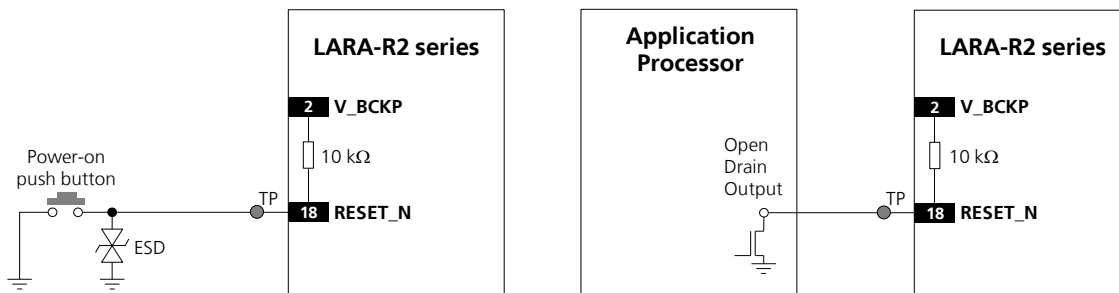 LARA-R2 series
2 V_BCKP
10 kΩ
Power-on
push button
TP
18 RESET_N
ESD
Application
Processor
Open
Drain
Output
LARA-R2 series
2 V_BCKP
10 kΩ
TP
18 RESET_N